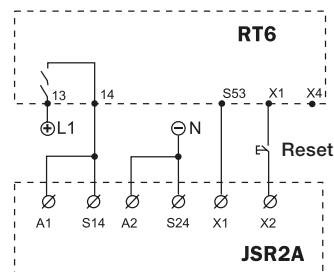 RT6
13 14 S53 X1 X4
L1 N
Reset
A1 S14 A2 S24 X1 X2
JSR2A